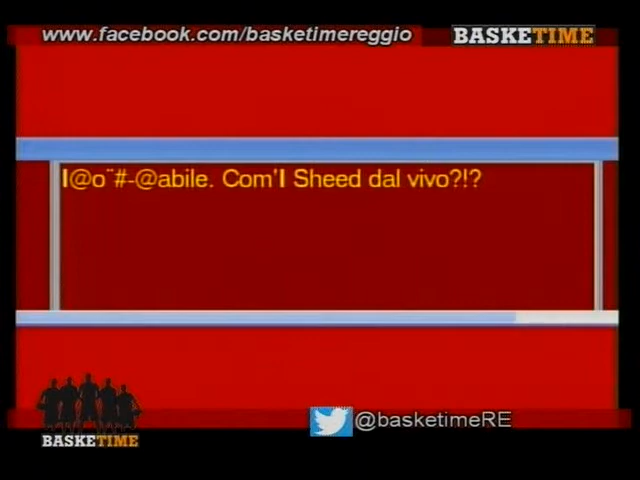 www.facebook.com/basketimereggio
BASKETIME
I@o¨#-@abile. Com'I Sheed dal vivo?!?
BASKETIME
@basketimeRE